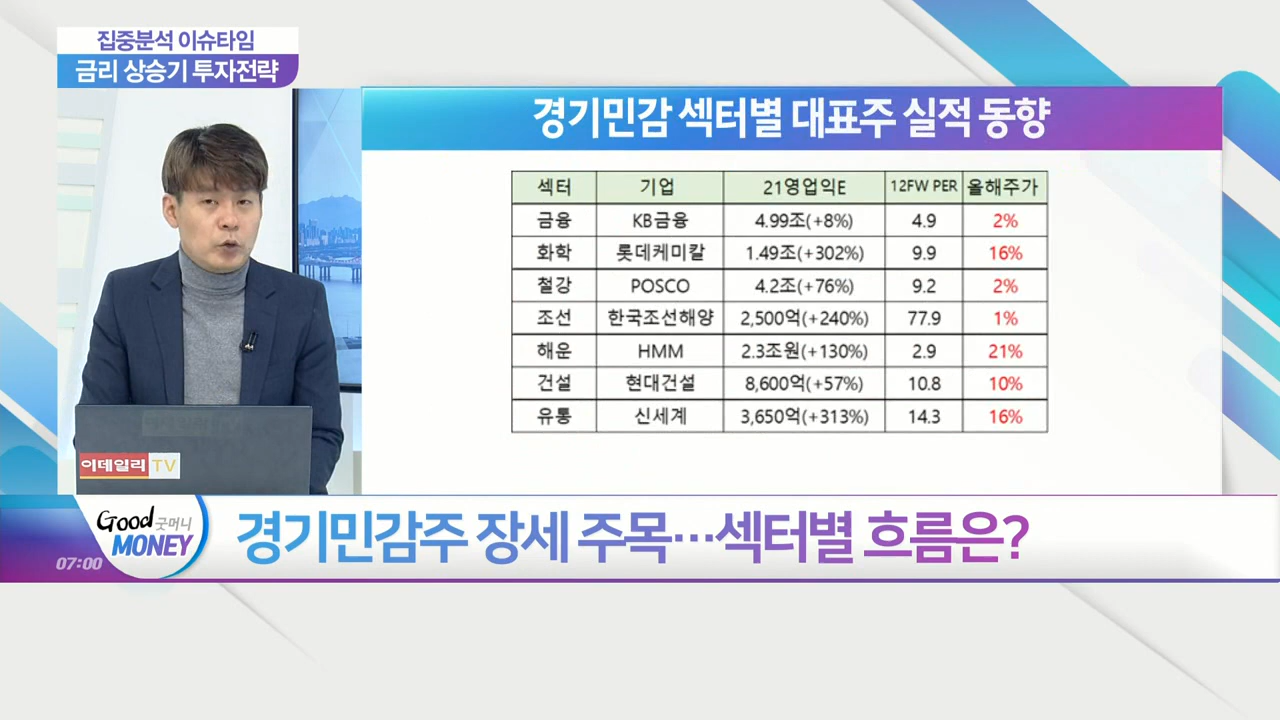 집중분석 이슈타임
금리 상승기 투자전략
경기민감 섹터별 대표주 실적 동향
섹터 기업 21영업익E 12FW PER 올해주가
금융 KB금융 4.99조(+8%) 4.9 2%
화학 롯데케미칼 1.49조(+302%) 9.9 16%
철강 POSCO 4.2조(+76%) 9.2 2%
조선 한국조선해양 2,500억(+240%) 77.9 1%
해운 HMM 2.3조원(+130%) 2.9 21%
건설 현대건설 8,600억(+57%) 10.8 10%
유통 신세계 3,650억(+313%) 14.3 16%
이데일리 TV
Good 굿머니
MONEY
07:00
경기민감주 장세 주목…섹터별 흐름은?